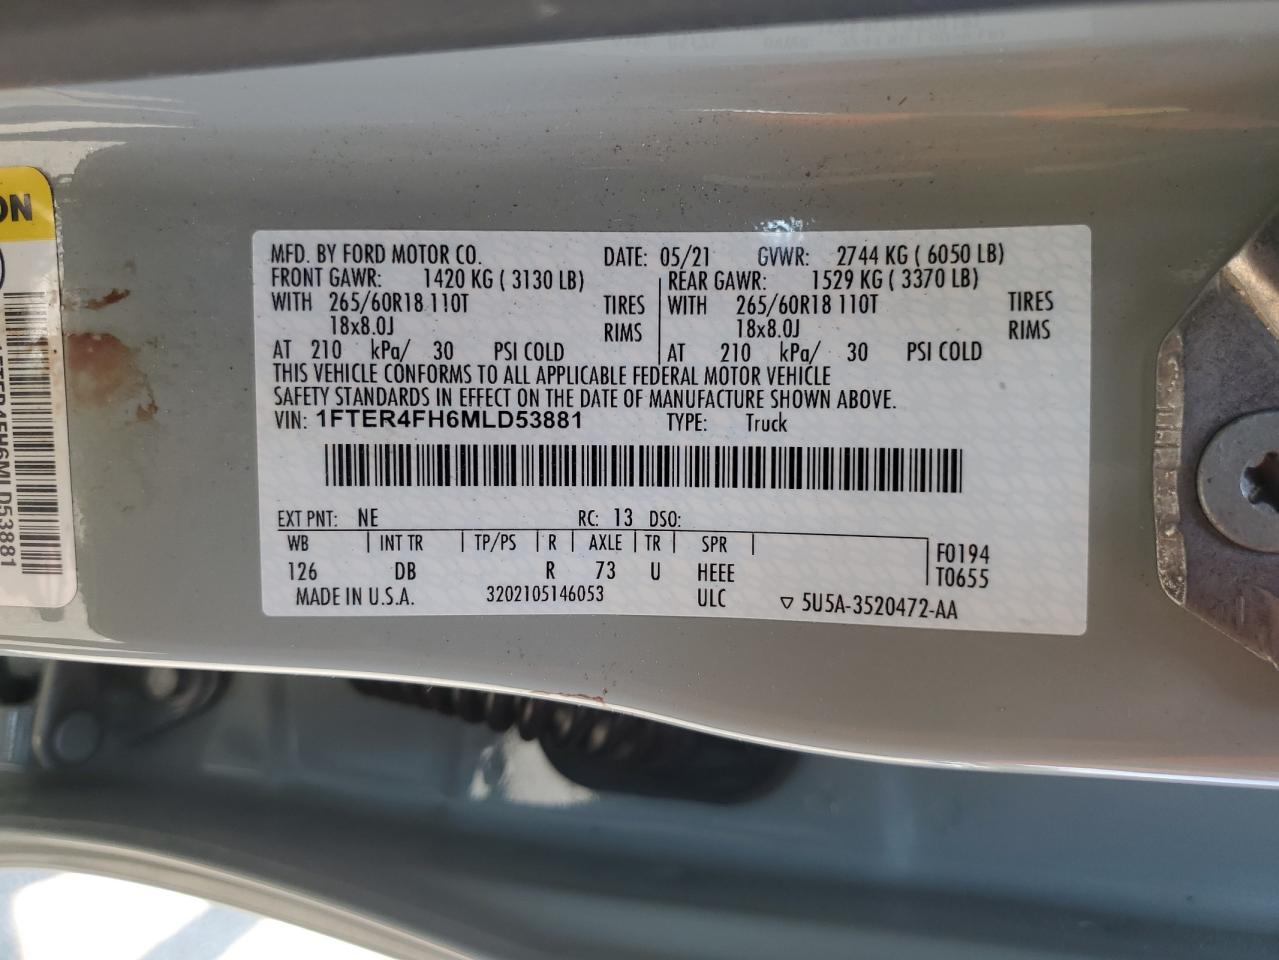 MFD. BY FORD MOTOR CO. DATE: 05/21 GVWR: 2744 KG ( 6050 LB)
FRONT GAWR: 1420 KG ( 3130 LB) REAR GAWR: 1529 KG ( 3370 LB)
WITH 265/60R18 110T TIRES WITH 265/60R18 110T TIRES
18x8.0J RIMS 18x8.0J RIMS
AT 210 kPa/ 30 PSI COLD AT 210 kPa/ 30 PSI COLD
THIS VEHICLE CONFORMS TO ALL APPLICABLE FEDERAL MOTOR VEHICLE
SAFETY STANDARDS IN EFFECT ON THE DATE OF MANUFACTURE SHOWN ABOVE.
VIN: 1FTER4FH6MLD53881 TYPE: Truck
EXT PNT: NE RC: 13 DSO:
WB INT TR TP/PS R AXLE TR SPR F0194
126 DB R 73 U HEEE T0655
MADE IN U.S.A. 3202105146053 ULC ▽ 5U5A-3520472-AA